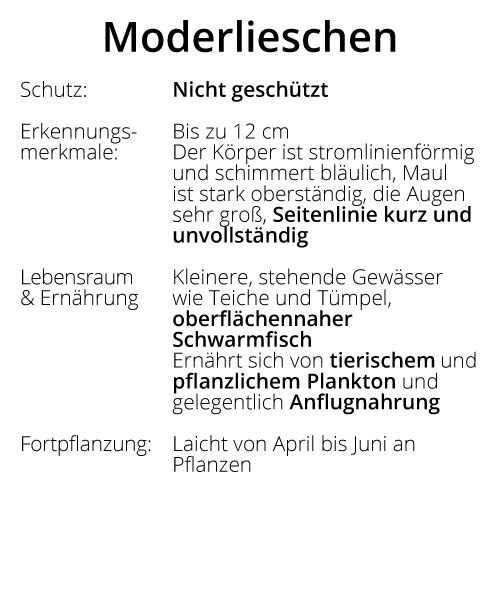 Moderlieschen
Schutz: Nicht geschützt
Erkennungs- Bis zu 12 cm
merkmale: Der Körper ist stromlinienförmig
und schimmert bläulich, Maul
ist stark oberständig, die Augen
sehr groß, Seitenlinie kurz und
unvollständig
Lebensraum Kleinere, stehende Gewässer
& Ernährung wie Teiche und Tümpel,
oberflächennaher
Schwarmfisch
Ernährt sich von tierischem und
pflanzlichem Plankton und
gelegentlich Anflugnahrung
Fortpflanzung: Laicht von April bis Juni an
Pflanzen